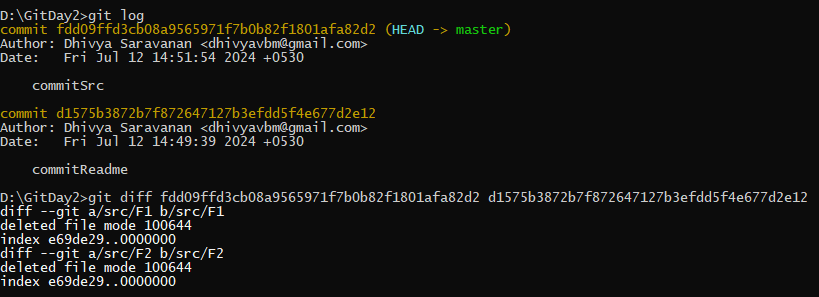 D:\GitDay2>git log
commit fdd09ffd3cb08a9565971f7b0b82f1801afa82d2 (HEAD -> master)
Author: Dhivya Saravanan <dhivyavbm@gmail.com>
Date:   Fri Jul 12 14:51:54 2024 +0530
    commitSrc
commit d1575b3872b7f872647127b3efdd5f4e677d2e12
Author: Dhivya Saravanan <dhivyavbm@gmail.com>
Date:   Fri Jul 12 14:49:39 2024 +0530
    commitReadme
D:\GitDay2>git diff fdd09ffd3cb08a9565971f7b0b82f1801afa82d2 d1575b3872b7f872647127b3efdd5f4e677d2e12
diff --git a/src/F1 b/src/F1
deleted file mode 100644
index e69de29..0000000
diff --git a/src/F2 b/src/F2
deleted file mode 100644
index e69de29..0000000